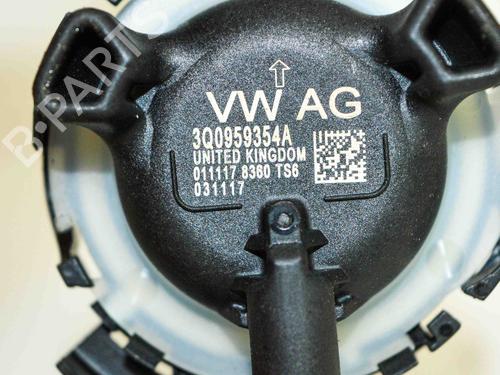 B-PARTS
VW AG
3Q0959354A
UNITED KINGDOM
011117 8360 TS6
031117